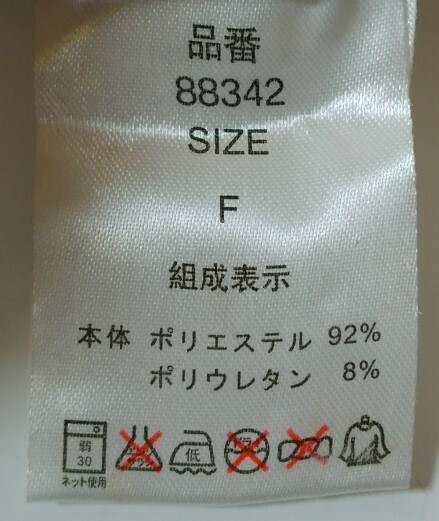 品番
88342
SIZE
F
組成表示
本体 ポリエステル 92%
ポリウレタン 8%
弱 低
30
ネット使用